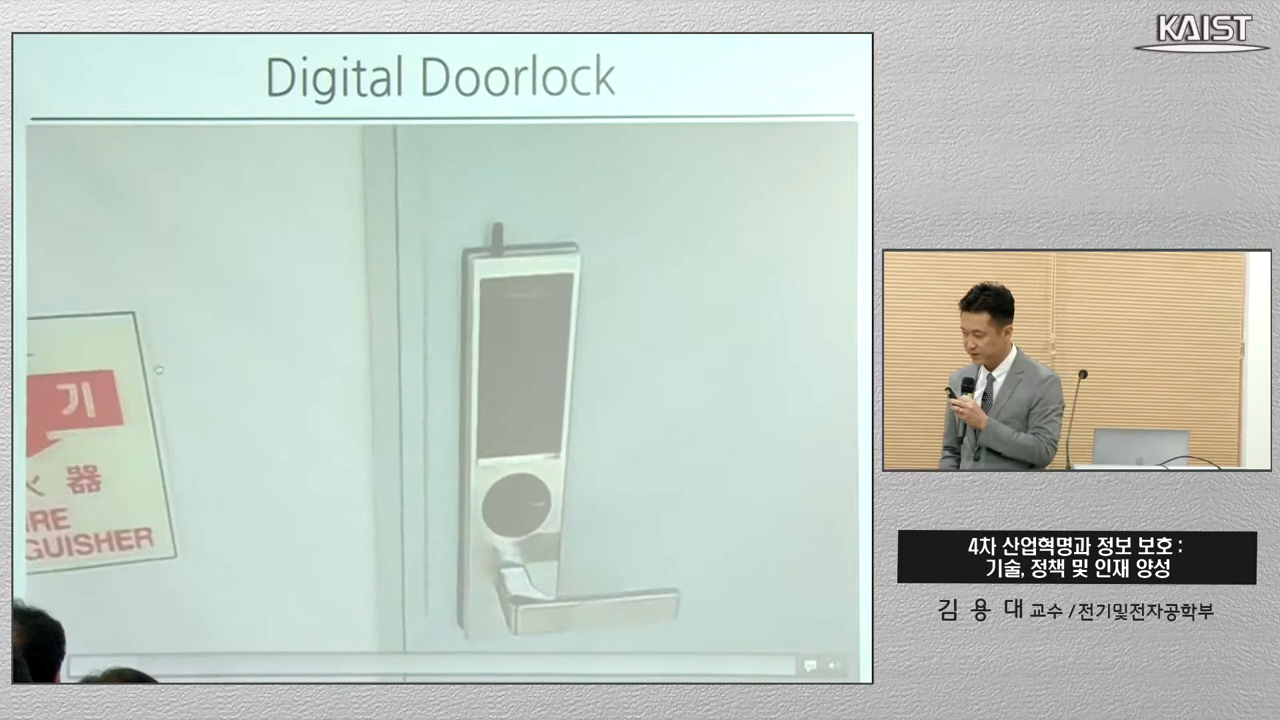 KAIST
Digital Doorlock
기
器
IRE
GUISHER
4차 산업혁명과 정보 보호 :
기술, 정책 및 인재 양성
김 용 대 교수 / 전기및전자공학부